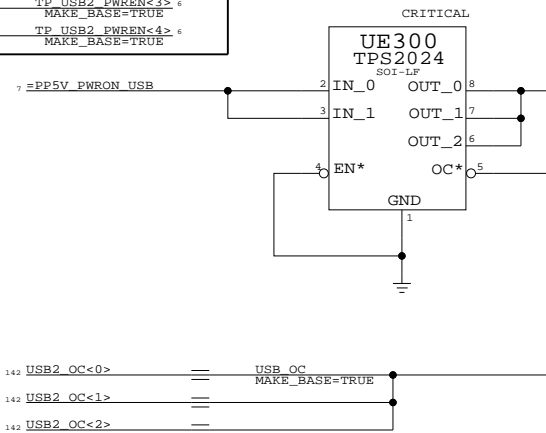 TP_USB2_PWREN<3> 6
MAKE_BASE=TRUE
TP_USB2_PWREN<4> 6
MAKE_BASE=TRUE
CRITICAL
UE300
TPS2024
SOI-LF
7 =PP5V_PWRON_USB
2 IN_0 OUT_0 8
3 IN_1 OUT_1 7
OUT_2 6
4 EN* OC* 5
GND
1
142 USB2_OC<0> USB_OC
MAKE_BASE=TRUE
142 USB2_OC<1>
142 USB2_OC<2>